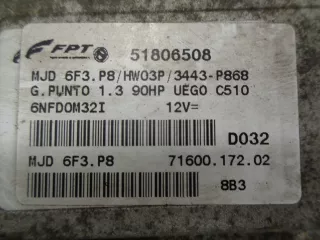 FPT 51806508
MJD 6F3.P8/HW03P/3443-P868
G.PUNTO 1.3 90HP UEGO C510
6NFDOM32I 12V=
D032
MJD 6F3.P8 71600.172.02
8B3